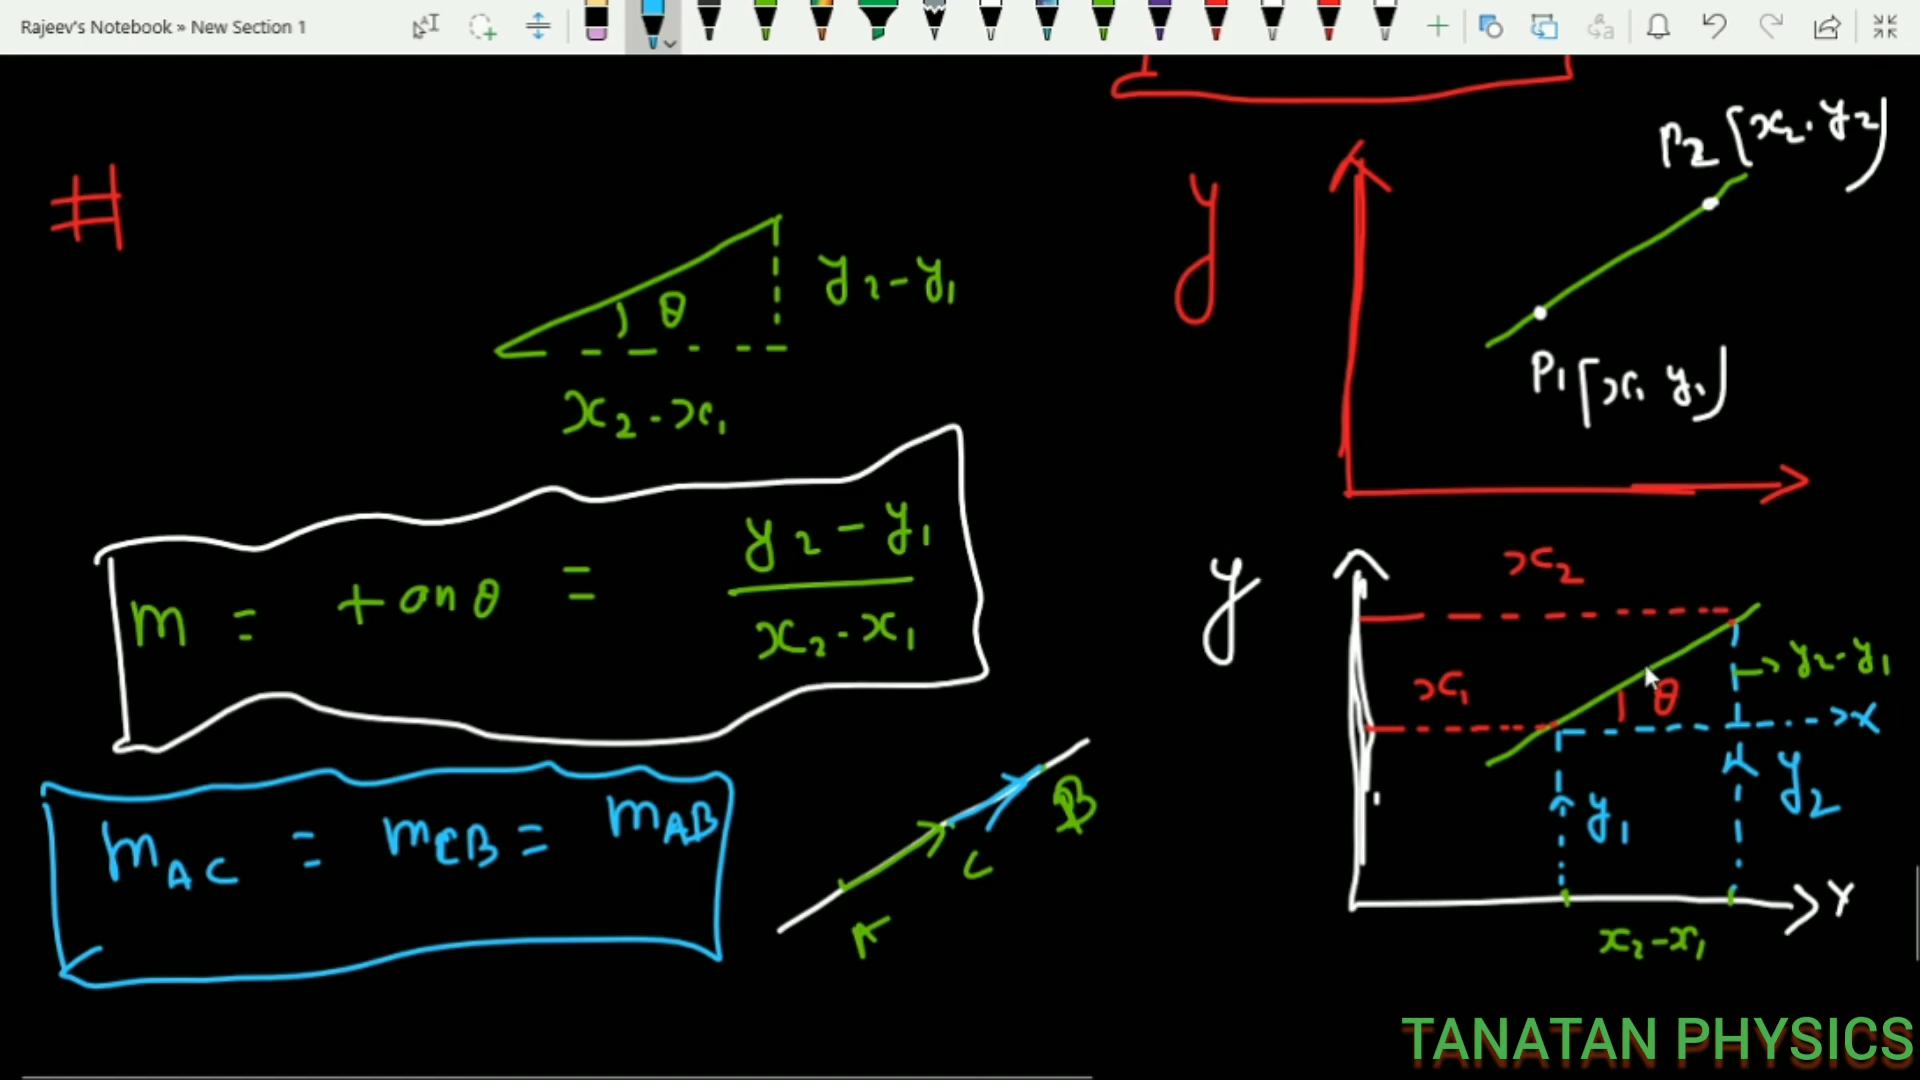 Rajeev's Notebook » New Section 1
#
y
P2 (x2, y2)
P1 (x1 y1)
θ
y2-y1
x2-x1
m = tanθ = y2-y1
x2-x1
mAC = mCB = mAB
A
C
B
y
x2
x1
θ
y2-y1
x
y1
y2
x2-x1
TANATAN PHYSICS